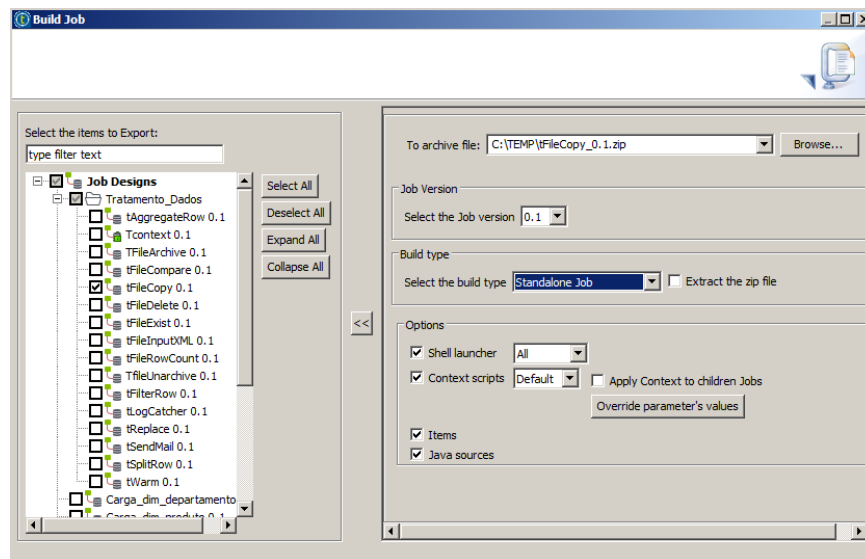 Build Job
Select the items to Export:
type filter text
Job Designs
Tratamento_Dados
tAggregateRow 0.1
Tcontext 0.1
TFileArchive 0.1
tFileCompare 0.1
tFileCopy 0.1
tFileDelete 0.1
tFileExist 0.1
tFileInputXML 0.1
tFileRowCount 0.1
TfileUnarchive 0.1
tFilterRow 0.1
tLogCatcher 0.1
tReplace 0.1
tSendMail 0.1
tSplitRow 0.1
tWarm 0.1
Carga_dim_departamento
Carga_dim_produto 0.1
Select All
Deselect All
Expand All
Collapse All
<<
To archive file: C:\TEMP\tFileCopy_0.1.zip Browse...
Job Version
Select the Job version 0.1
Build type
Select the build type Standalone Job Extract the zip file
Options
Shell launcher All
Context scripts Default Apply Context to children Jobs
Override parameter's values
Items
Java sources